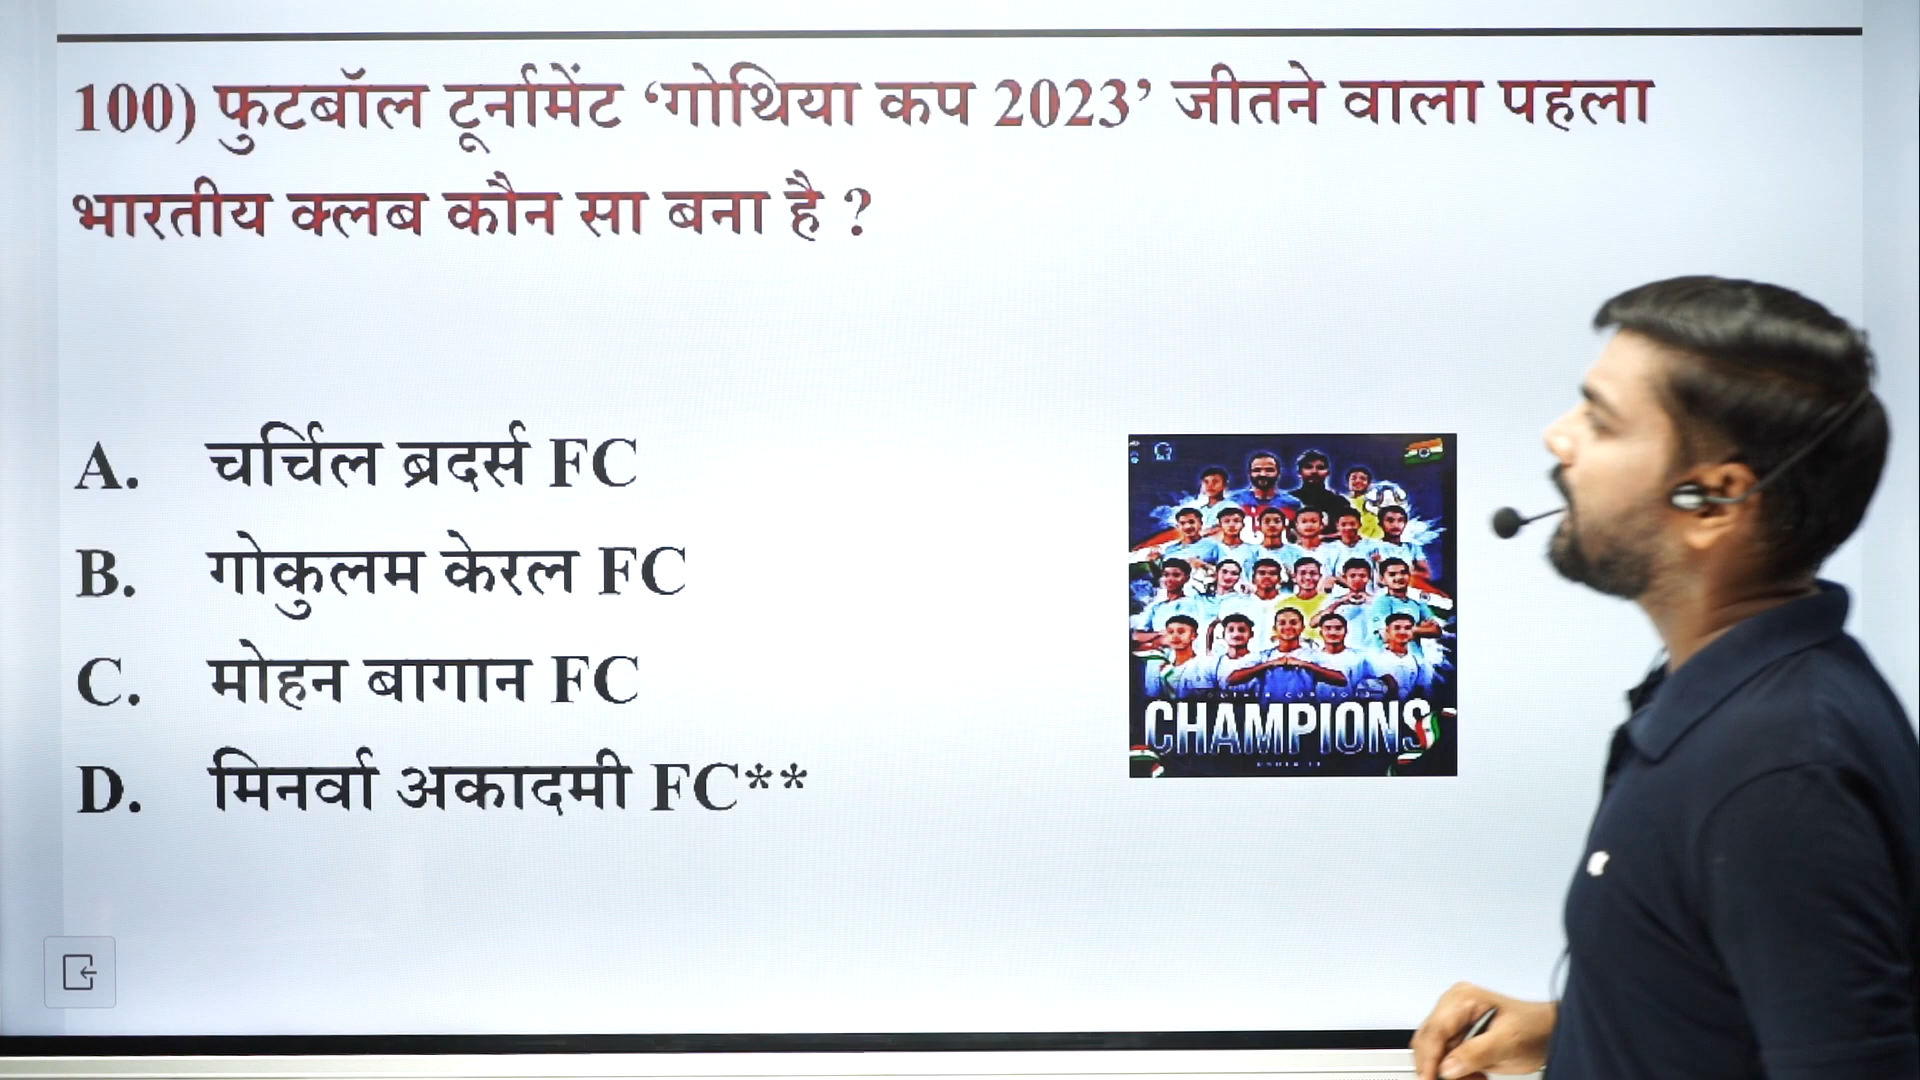 100) फुटबॉल टूर्नामेंट ‘गोथिया कप 2023’ जीतने वाला पहला
भारतीय क्लब कौन सा बना है ?
A. चर्चिल ब्रदर्स FC
B. गोकुलम केरल FC
C. मोहन बागान FC
D. मिनर्वा अकादमी FC**
CHAMPIONS